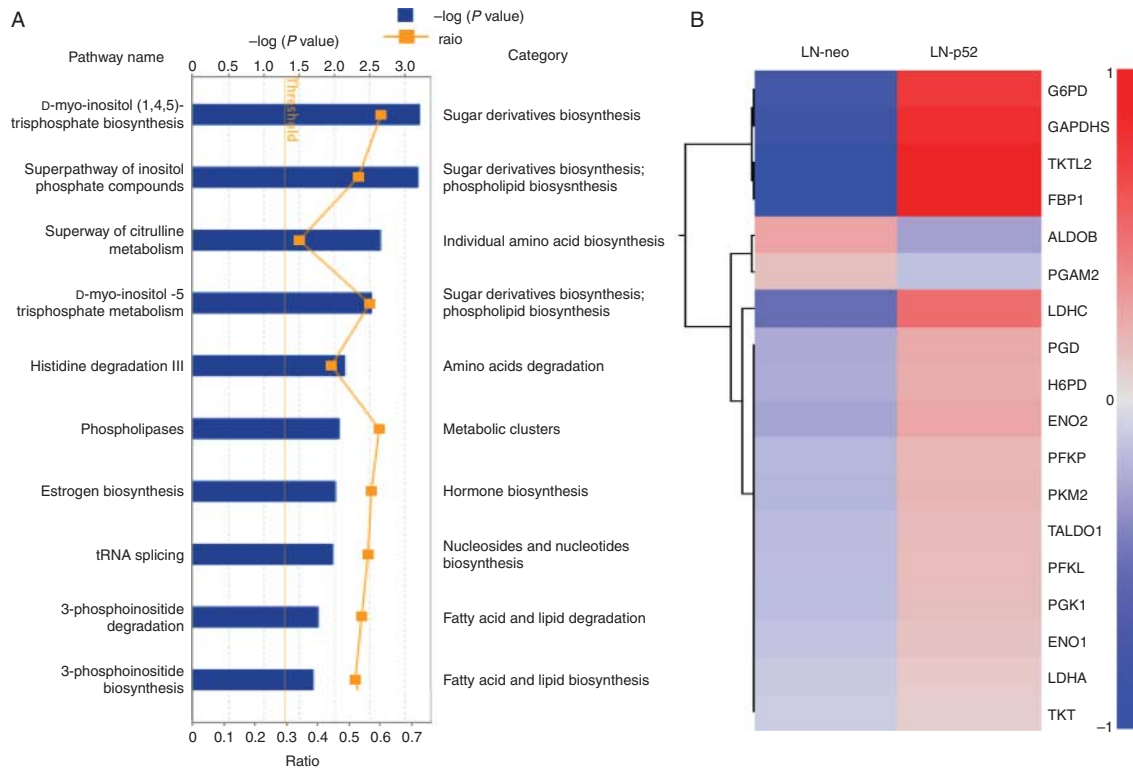 A
–log (P value)
raio
Pathway name
–log (P value)
Category
0 0.5 1.0 1.5 2.0 2.5 3.0
Threshold
D-myo-inositol (1,4,5)-
trisphosphate biosynthesis
Sugar derivatives biosynthesis
Superpathway of inositol
phosphate compounds
Sugar derivatives biosynthesis;
phospholipid biosysnthesis
Superway of citrulline
metabolism
Individual amino acid biosynthesis
D-myo-inositol -5
trisphosphate metabolism
Sugar derivatives biosynthesis;
phospholipid biosynthesis
Histidine degradation III
Amino acids degradation
Phospholipases
Metabolic clusters
Estrogen biosynthesis
Hormone biosynthesis
tRNA splicing
Nucleosides and nucleotides
biosynthesis
3-phosphoinositide
degradation
Fatty acid and lipid degradation
3-phosphoinositide
biosynthesis
Fatty acid and lipid biosynthesis
0 0.1 0.2 0.3 0.4 0.5 0.6 0.7
Ratio
B
LN-neo
LN-p52
G6PD
GAPDHS
TKTL2
FBP1
ALDOB
PGAM2
LDHC
PGD
H6PD
ENO2
PFKP
PKM2
TALDO1
PFKL
PGK1
ENO1
LDHA
TKT
1
0
–1